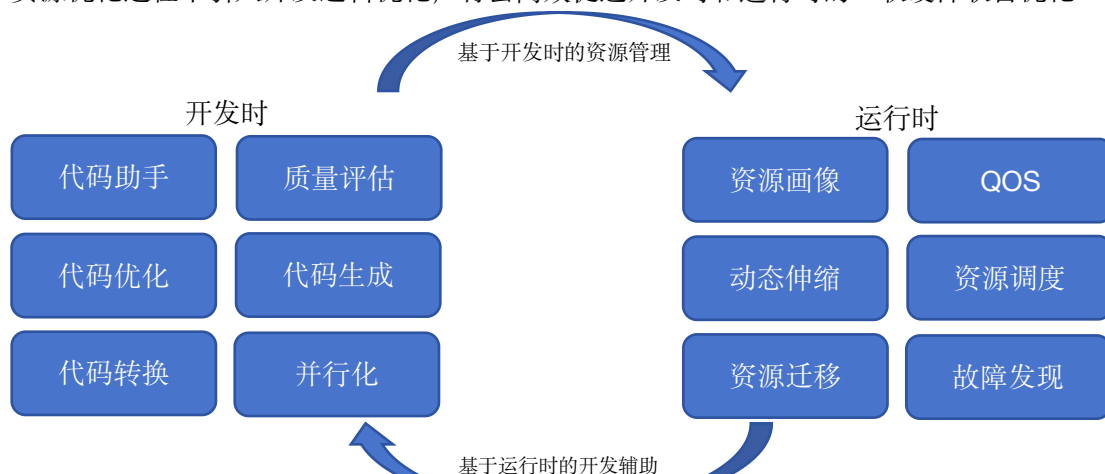 基于开发时的资源管理
开发时
运行时
代码助手
质量评估
资源画像
QOS
代码优化
代码生成
动态伸缩
资源调度
代码转换
并行化
资源迁移
故障发现
基于运行时的开发辅助